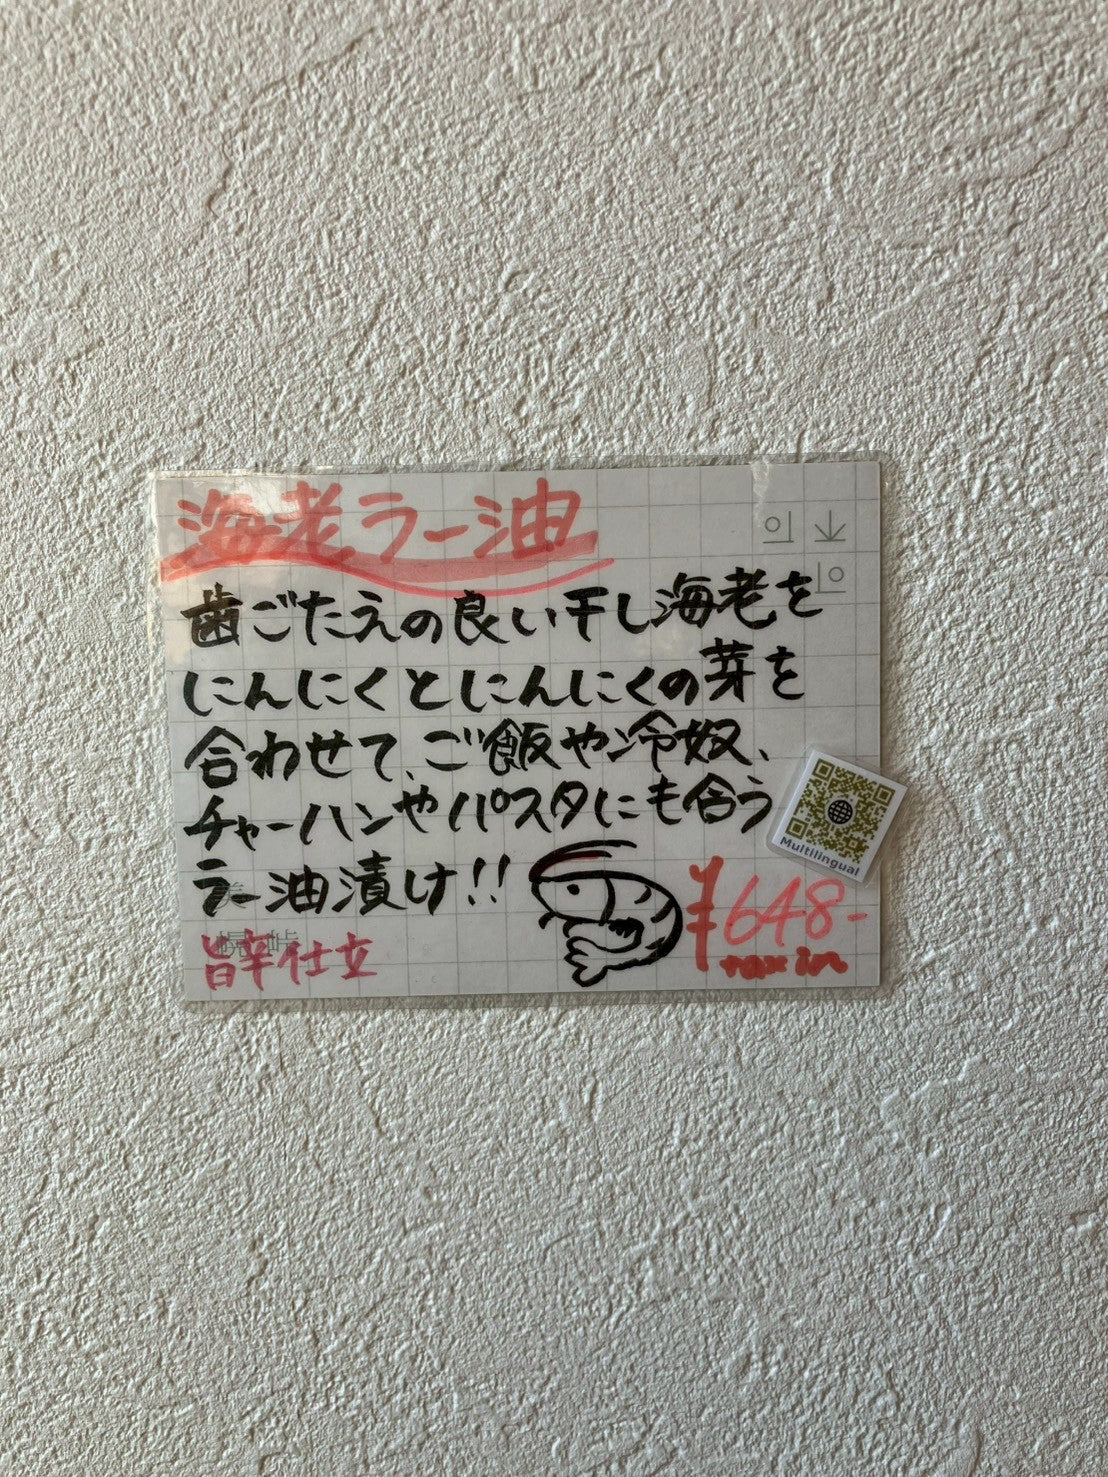 海老ラー油
歯ごたえの良い干し海老を
にんにくとにんにくの芽を
合わせて、ご飯や冷奴、
チャーハンやパスタにも合う
ラー油漬け!!
旨辛仕立
¥648-
tax in
Multilingual